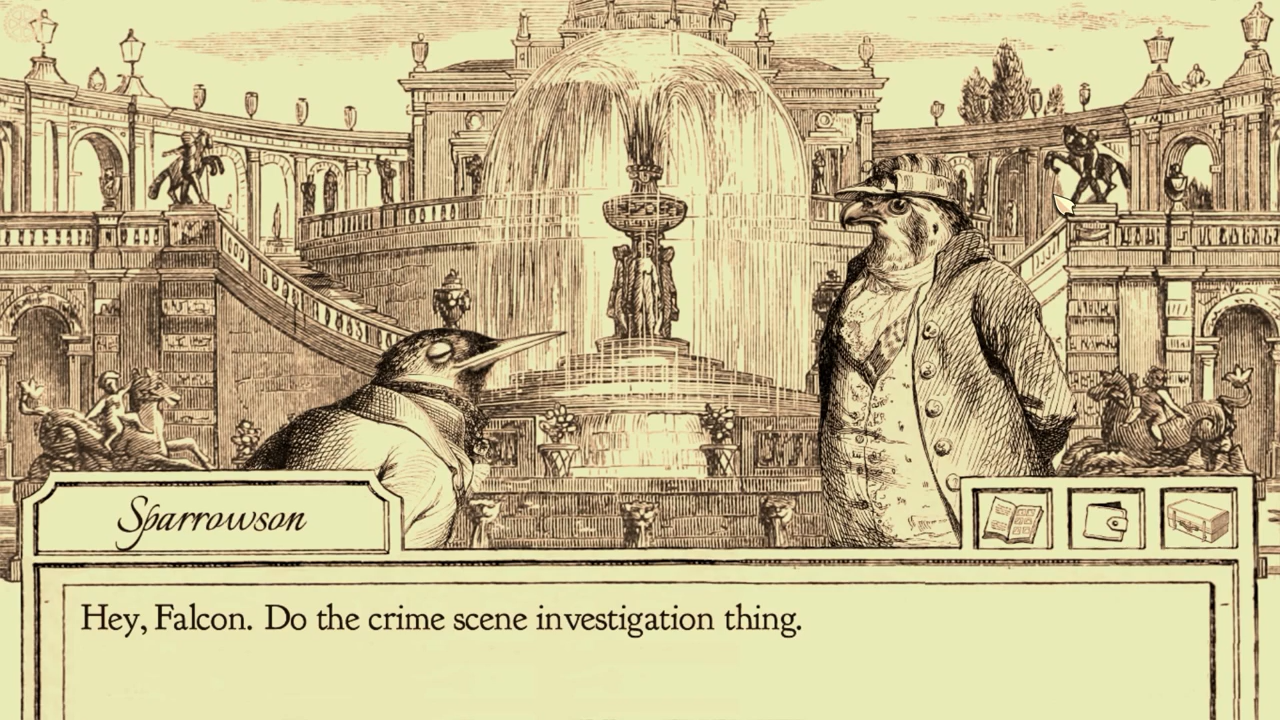 Sparrowson
Hey, Falcon. Do the crime scene investigation thing.